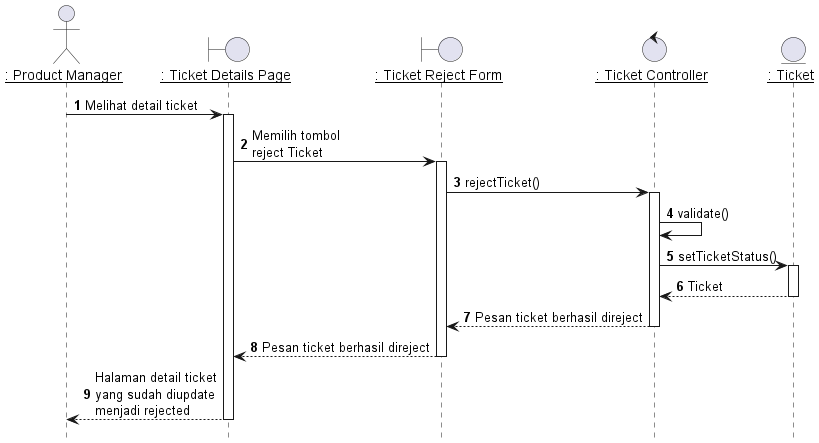 : Product Manager
: Ticket Details Page
: Ticket Reject Form
: Ticket Controller
: Ticket
1 Melihat detail ticket
2 Memilih tombol
reject Ticket
3 rejectTicket()
4 validate()
5 setTicketStatus()
6 Ticket
7 Pesan ticket berhasil direject
8 Pesan ticket berhasil direject
9 Halaman detail ticket
yang sudah diupdate
menjadi rejected